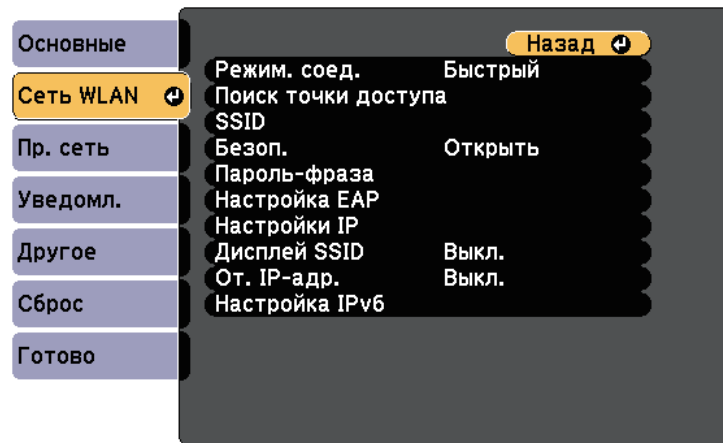 Основные
Сеть WLAN
Пр. сеть
Уведомл.
Другое
Сброс
Готово
Назад
Режим. соед. Быстрый
Поиск точки доступа
SSID
Безоп. Открыть
Пароль-фраза
Настройка EAP
Настройки IP
Дисплей SSID Выкл.
От. IP-адр. Выкл.
Настройка IPv6